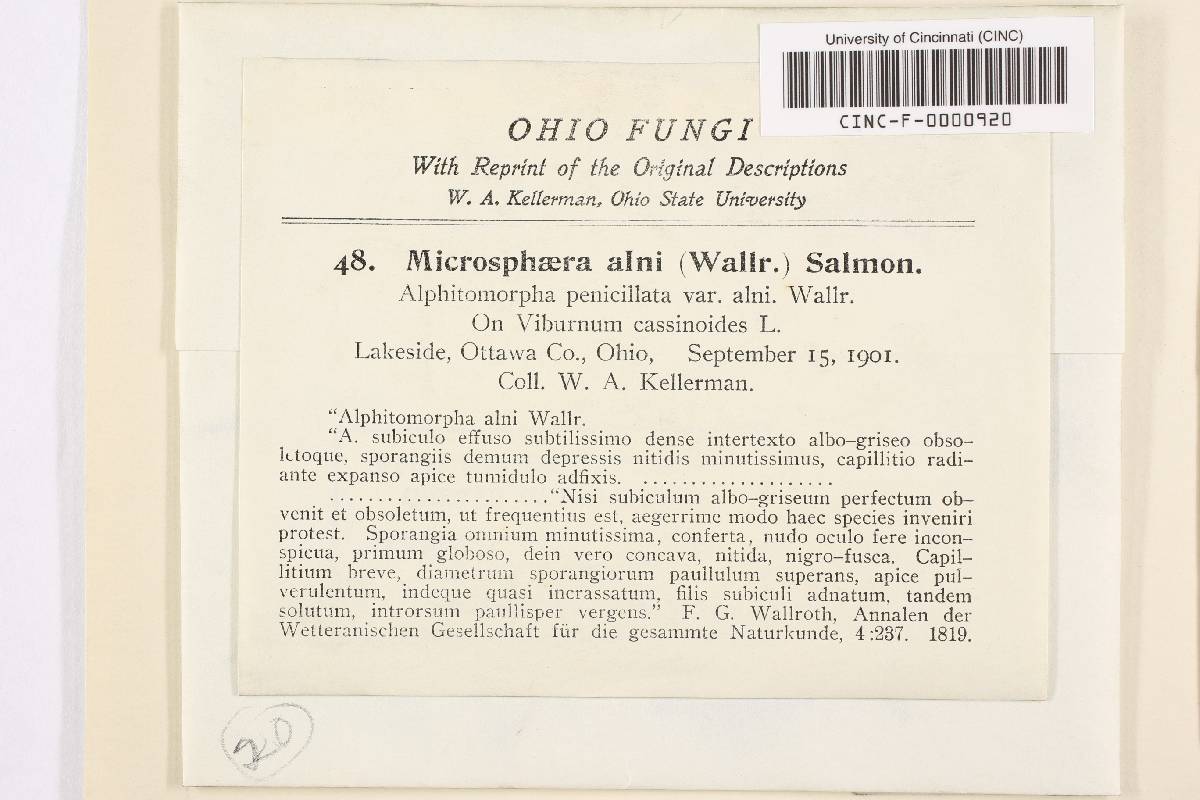 University of Cincinnati (CINC)
CINC-F-0000920
OHIO FUNGI
With Reprint of the Original Descriptions
W. A. Kellerman, Ohio State University
48. Microsphæra alni (Wallr.) Salmon.
Alphitomorpha penicillata var. alni. Wallr.
On Viburnum cassinoides L.
Lakeside, Ottawa Co., Ohio, September 15, 1901.
Coll. W. A. Kellerman.
“Alphitomorpha alni Wallr.
“A. subiculo effuso subtilissimo dense intertexto albo-griseo obso-
letoque, sporangiis demum depressis nitidis minutissimus, capillitio radi-
ante expanso apice tumidulo adfixis. ....................
.......................“Nisi subiculum albo-griseum perfectum ob-
venit et obsoletum, ut frequentius est, aegerrime modo haec species inveniri
protest. Sporangia omnium minutissima, conferta, nudo oculo fere incon-
spicua, primum globoso, dein vero concava, nitida, nigro-fusca. Capil-
litium breve, diametrum sporangiorum paullulum superans, apice pul-
verulentum, indeque quasi incrassatum, filis subiculi adnatum, tandem
solutum, introrsum paullisper vergens.” F. G. Wallroth, Annalen der
Wetteranischen Gesellschaft für die gesammte Naturkunde, 4:237. 1819.
20